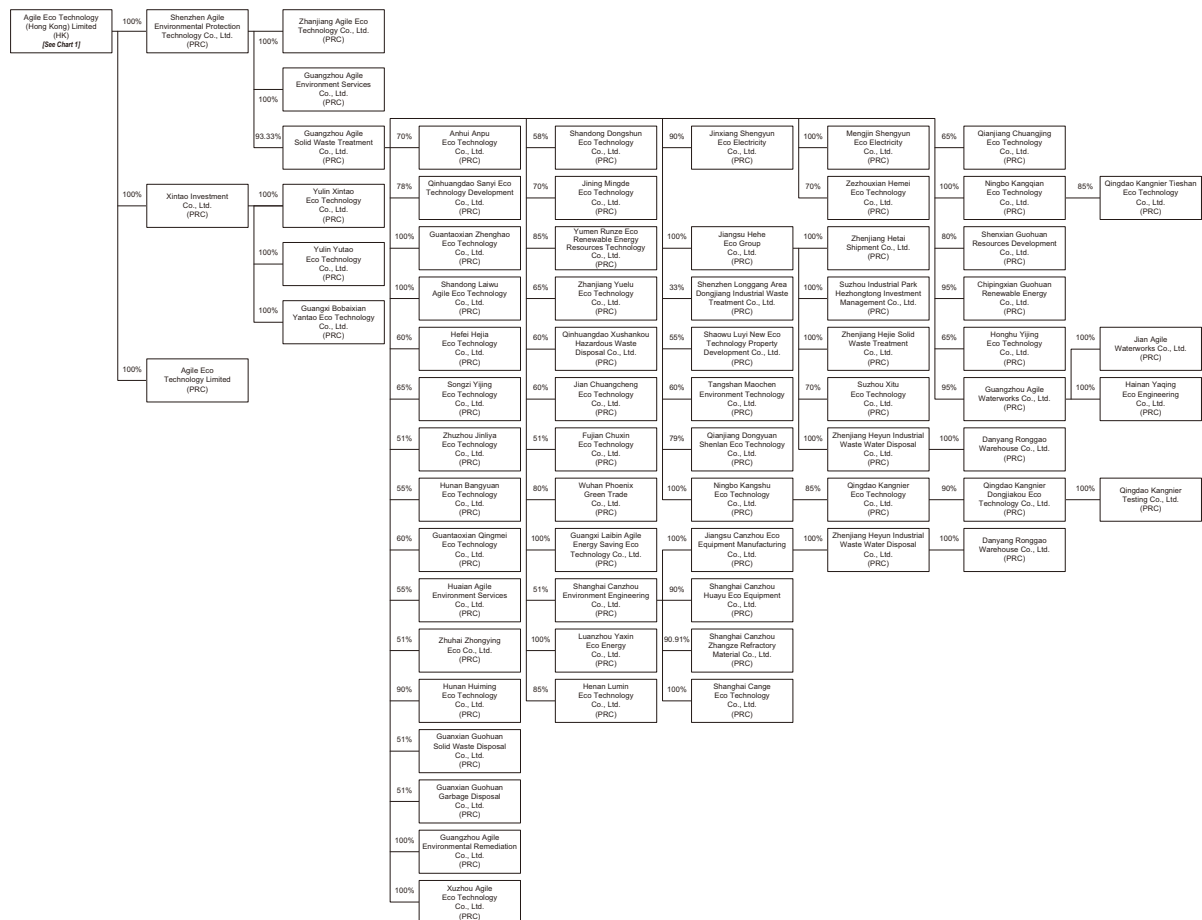 Agile Eco Technology
(Hong Kong) Limited
(HK)
[See Chart 1]
100%
Shenzhen Agile
Environmental Protection
Technology Co., Ltd.
(PRC)
100%
Zhanjiang Agile Eco
Technology Co., Ltd.
(PRC)
100%
Guangzhou Agile
Environment Services
Co., Ltd.
(PRC)
93.33%
Guangzhou Agile
Solid Waste Treatment
Co., Ltd.
(PRC)
100%
Xintao Investment
Co., Ltd.
(PRC)
100%
Yulin Xintao
Eco Technology
Co., Ltd.
(PRC)
100%
Yulin Yutao
Eco Technology
Co., Ltd.
(PRC)
100%
Guangxi Bobaixian
Yantao Eco Technology
Co., Ltd.
(PRC)
100%
Agile Eco
Technology Limited
(PRC)
70%
Anhui Anpu
Eco Technology
Co., Ltd.
(PRC)
78%
Qinhuangdao Sanyi Eco
Technology Development
Co., Ltd.
(PRC)
100%
Guantaoxian Zhenghao
Eco Technology
Co., Ltd.
(PRC)
100%
Shandong Laiwu
Agile Eco Technology
Co., Ltd.
(PRC)
60%
Hefei Hejia
Eco Technology
Co., Ltd.
(PRC)
65%
Songzi Yijing
Eco Technology
Co., Ltd.
(PRC)
51%
Zhuzhou Jinliya
Eco Technology
Co., Ltd.
(PRC)
55%
Hunan Bangyuan
Eco Technology
Co., Ltd.
(PRC)
60%
Guantaoxian Qingmei
Eco Technology
Co., Ltd.
(PRC)
55%
Huaian Agile
Environment Services
Co., Ltd.
(PRC)
51%
Zhuhai Zhongying
Eco Co., Ltd.
(PRC)
90%
Hunan Huiming
Eco Technology
Co., Ltd.
(PRC)
51%
Guanxian Guohuan
Solid Waste Disposal
Co., Ltd.
(PRC)
51%
Guanxian Guohuan
Garbage Disposal
Co., Ltd.
(PRC)
100%
Guangzhou Agile
Environmental Remediation
Co., Ltd.
(PRC)
100%
Xuzhou Agile
Eco Technology
Co., Ltd.
(PRC)
58%
Shandong Dongshun
Eco Technology
Co., Ltd.
(PRC)
70%
Jining Mingde
Eco Technology
Co., Ltd.
(PRC)
85%
Yumen Runze Eco
Renewable Energy
Resources Technology
Co., Ltd.
(PRC)
65%
Zhanjiang Yuelu
Eco Technology
Co., Ltd.
(PRC)
60%
Qinhuangdao Xushankou
Hazardous Waste
Disposal Co., Ltd.
(PRC)
60%
Jian Chuangcheng
Eco Technology
Co., Ltd.
(PRC)
51%
Fujian Chuxin
Eco Technology
Co., Ltd.
(PRC)
80%
Wuhan Phoenix
Green Trade
Co., Ltd.
(PRC)
100%
Guangxi Laibin Agile
Energy Saving Eco
Technology Co., Ltd.
(PRC)
51%
Shanghai Canzhou
Environment Engineering
Co., Ltd.
(PRC)
100%
Luanzhou Yaxin
Eco Energy
Co., Ltd.
(PRC)
85%
Henan Lumin
Eco Technology
Co., Ltd.
(PRC)
90%
Jinxiang Shengyun
Eco Electricity
Co., Ltd.
(PRC)
100%
Jiangsu Hehe
Eco Group
Co., Ltd.
(PRC)
33%
Shenzhen Longgang Area
Dongjiang Industrial Waste
Treatment Co., Ltd.
(PRC)
55%
Shaowu Luyi New Eco
Technology Property
Development Co., Ltd.
(PRC)
60%
Tangshan Maochen
Environment Technology
Co., Ltd.
(PRC)
79%
Qianjiang Dongyuan
Shenlan Eco Technology
Co., Ltd.
(PRC)
100%
Ningbo Kangshu
Eco Technology
Co., Ltd.
(PRC)
100%
Jiangsu Canzhou Eco
Equipment Manufacturing
Co., Ltd.
(PRC)
90%
Shanghai Canzhou
Huayu Eco Equipment
Co., Ltd.
(PRC)
90.91%
Shanghai Canzhou
Zhangze Refractory
Material Co., Ltd.
(PRC)
100%
Shanghai Cange
Eco Technology
Co., Ltd.
(PRC)
100%
Mengjin Shengyun
Eco Electricity
Co., Ltd.
(PRC)
70%
Zezhouxian Hemei
Eco Technology
Co., Ltd.
(PRC)
100%
Zhenjiang Hetai
Shipment Co., Ltd.
(PRC)
100%
Suzhou Industrial Park
Hezhongtong Investment
Management Co., Ltd.
(PRC)
100%
Zhenjiang Hejie Solid
Waste Treatment
Co., Ltd.
(PRC)
70%
Suzhou Xitu
Eco Technology
Co., Ltd.
(PRC)
100%
Zhenjiang Heyun Industrial
Waste Water Disposal
Co., Ltd.
(PRC)
85%
Qingdao Kangnier
Eco Technology
Co., Ltd.
(PRC)
100%
Zhenjiang Heyun Industrial
Waste Water Disposal
Co., Ltd.
(PRC)
65%
Qianjiang Chuangjing
Eco Technology
Co., Ltd.
(PRC)
100%
Ningbo Kangqian
Eco Technology
Co., Ltd.
(PRC)
80%
Shenxian Guohuan
Resources Development
Co., Ltd.
(PRC)
95%
Chipingxian Guohuan
Renewable Energy
Co., Ltd.
(PRC)
65%
Honghu Yijing
Eco Technology
Co., Ltd.
(PRC)
95%
Guangzhou Agile
Waterworks Co., Ltd.
(PRC)
100%
Danyang Ronggao
Warehouse Co., Ltd.
(PRC)
90%
Qingdao Kangnier
Dongjiakou Eco
Technology Co., Ltd.
(PRC)
100%
Danyang Ronggao
Warehouse Co., Ltd.
(PRC)
85%
Qingdao Kangnier Tieshan
Eco Technology
Co., Ltd.
(PRC)
100%
Jian Agile
Waterworks Co., Ltd.
(PRC)
100%
Hainan Yaqing
Eco Engineering
Co., Ltd.
(PRC)
100%
Qingdao Kangnier
Testing Co., Ltd.
(PRC)